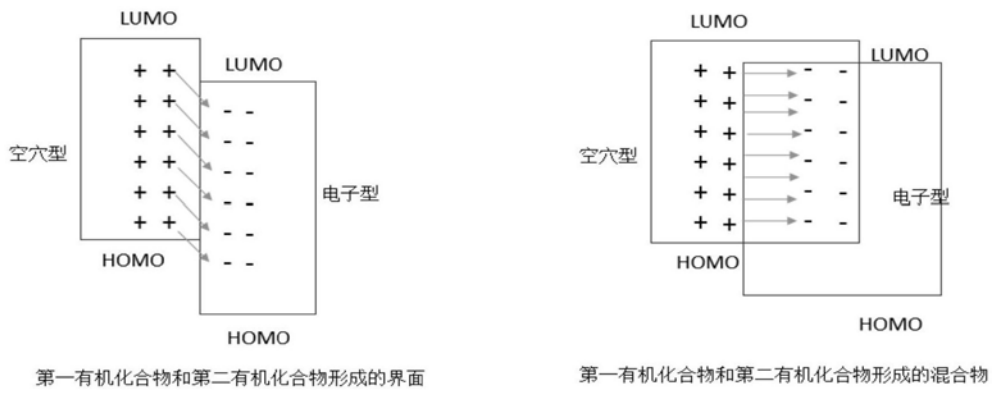 LUMO
LUMO
空穴型
电子型
HOMO
HOMO
第一有机化合物和第二有机化合物形成的界面
LUMO
LUMO
空穴型
电子型
HOMO
HOMO
第一有机化合物和第二有机化合物形成的混合物